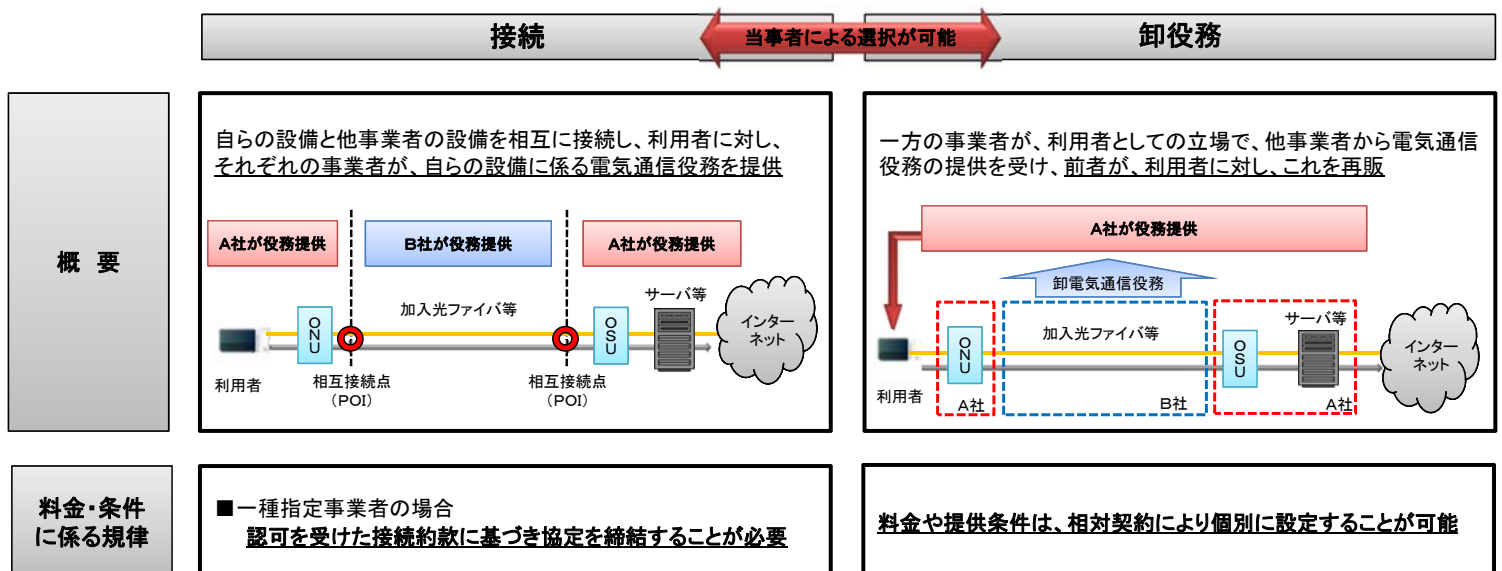 接続
当事者による選択が可能
卸役務
概 要
自らの設備と他事業者の設備を相互に接続し、利用者に対し、
それぞれの事業者が、自らの設備に係る電気通信役務を提供
A社が役務提供
B社が役務提供
A社が役務提供
加入光ファイバ等
サーバ等
ONU
OSU
インター
ネット
利用者
相互接続点
(POI)
相互接続点
(POI)
一方の事業者が、利用者としての立場で、他事業者から電気通信
役務の提供を受け、前者が、利用者に対し、これを再販
A社が役務提供
卸電気通信役務
加入光ファイバ等
サーバ等
ONU
OSU
インター
ネット
利用者
A社
B社
A社
料金・条件
に係る規律
■一種指定事業者の場合
認可を受けた接続約款に基づき協定を締結することが必要
料金や提供条件は、相対契約により個別に設定することが可能